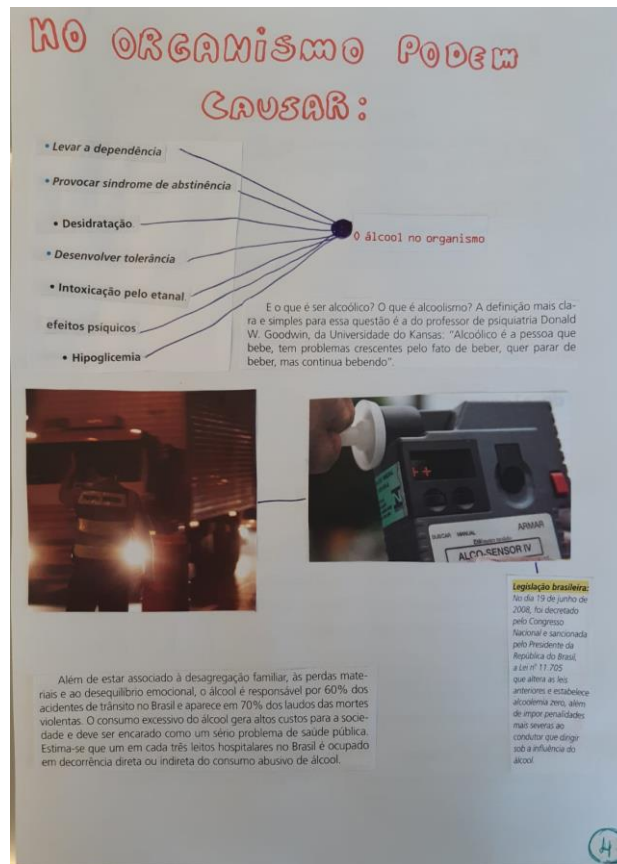 NO ORGANISMO PODEM
CAUSAR:
• Levar a dependência
• Provocar síndrome de abstinência
• Desidratação.
• Desenvolver tolerância
• Intoxicação pelo etanal.
efeitos psíquicos
• Hipoglicemia
O álcool no organismo
E o que é ser alcoólico? O que é alcoolismo? A definição mais cla-
ra e simples para essa questão é a do professor de psiquiatria Donald
W. Goodwin, da Universidade do Kansas: “Alcoólico é a pessoa que
bebe, tem problemas crescentes pelo fato de beber, quer parar de
beber, mas continua bebendo”.
MANUAL
ARMAR
ALCO-SENSOR IV
Legislação brasileira:
No dia 19 de junho de
2008, foi decretado
pelo Congresso
Nacional e sancionada
pelo Presidente da
República do Brasil,
a Lei nº 11.705
que altera as leis
anteriores e estabelece
alcoolemia zero, além
de impor penalidades
mais severas ao
condutor que dirigir
sob a influência do
álcool.
Além de estar associado à desagregação familiar, às perdas mate-
riais e ao desequilíbrio emocional, o álcool é responsável por 60% dos
acidentes de trânsito no Brasil e aparece em 70% dos laudos das mortes
violentas. O consumo excessivo do álcool gera altos custos para a socie-
dade e deve ser encarado como um sério problema de saúde pública.
Estima-se que um em cada três leitos hospitalares no Brasil é ocupado
em decorrência direta ou indireta do consumo abusivo de álcool.
4